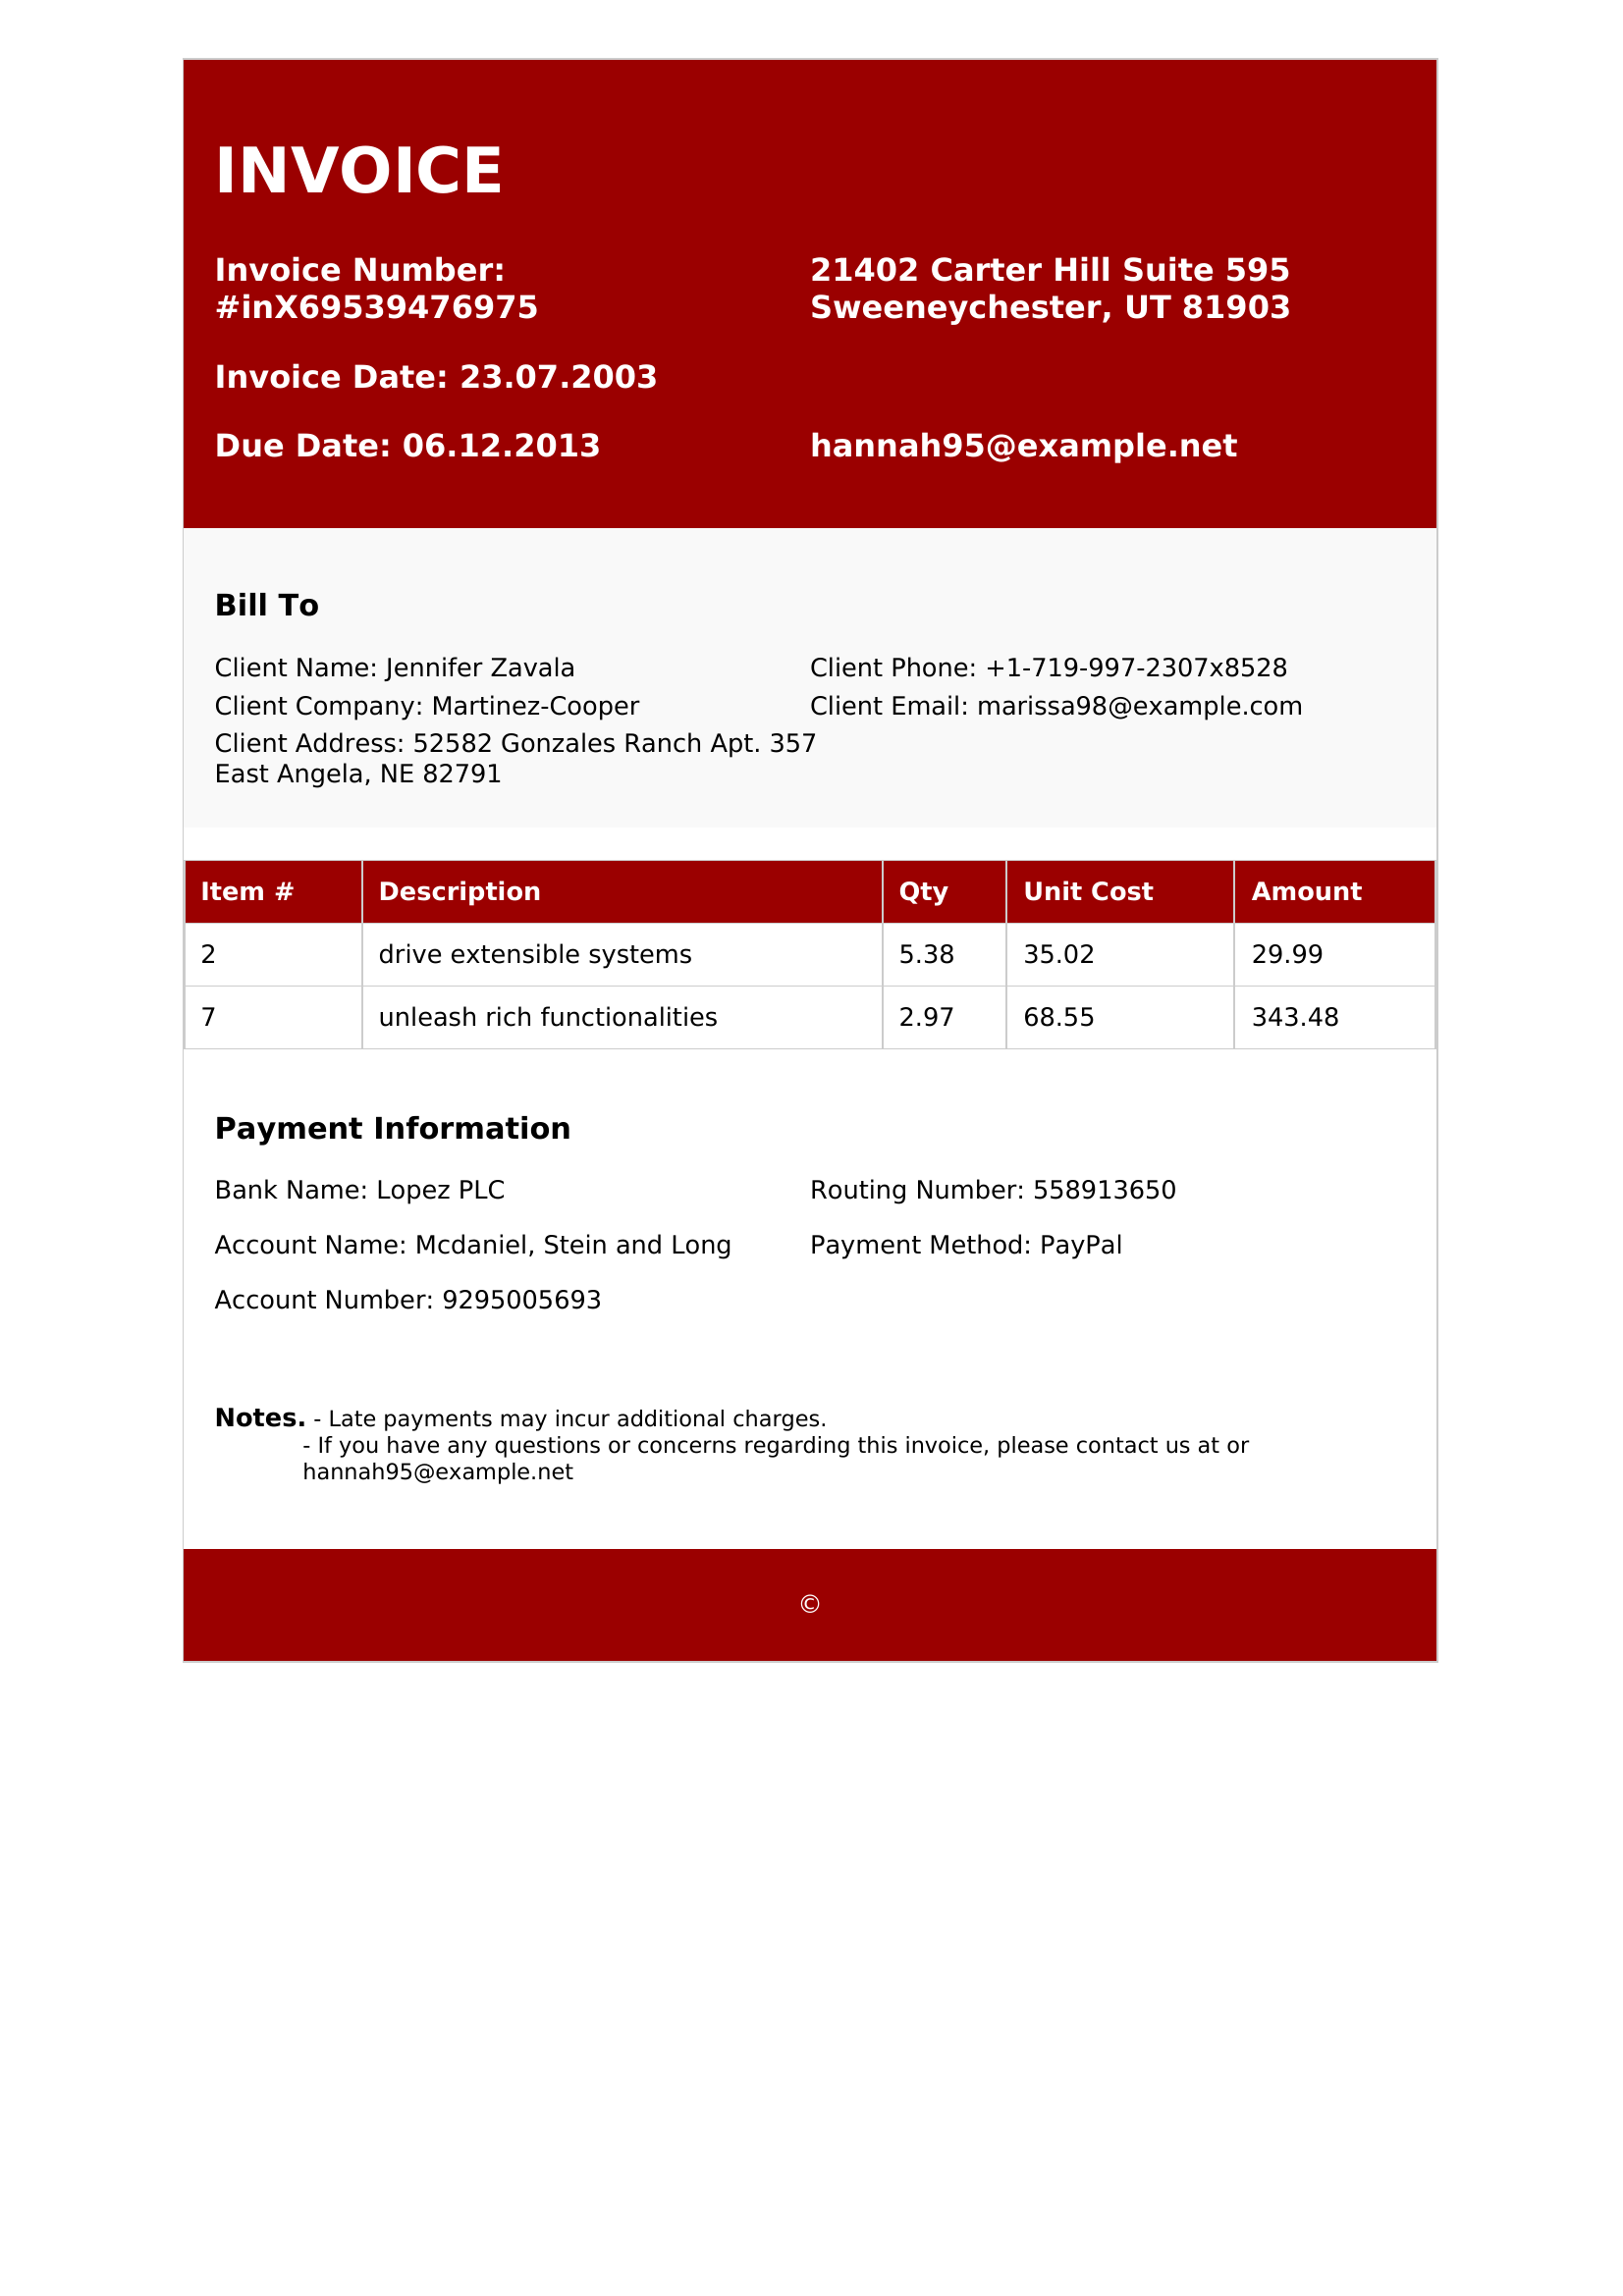 INVOICE
Invoice Number:
#inX69539476975
21402 Carter Hill Suite 595
Sweeneychester, UT 81903
Invoice Date: 23.07.2003
Due Date: 06.12.2013
hannah95@example.net
Bill To
Client Name: Jennifer Zavala
Client Phone: +1-719-997-2307x8528
Client Company: Martinez-Cooper
Client Email: marissa98@example.com
Client Address: 52582 Gonzales Ranch Apt. 357
East Angela, NE 82791
Item # Description Qty Unit Cost Amount
2 drive extensible systems 5.38 35.02 29.99
7 unleash rich functionalities 2.97 68.55 343.48
Payment Information
Bank Name: Lopez PLC
Routing Number: 558913650
Account Name: Mcdaniel, Stein and Long
Payment Method: PayPal
Account Number: 9295005693
Notes. - Late payments may incur additional charges.
- If you have any questions or concerns regarding this invoice, please contact us at or
hannah95@example.net
©